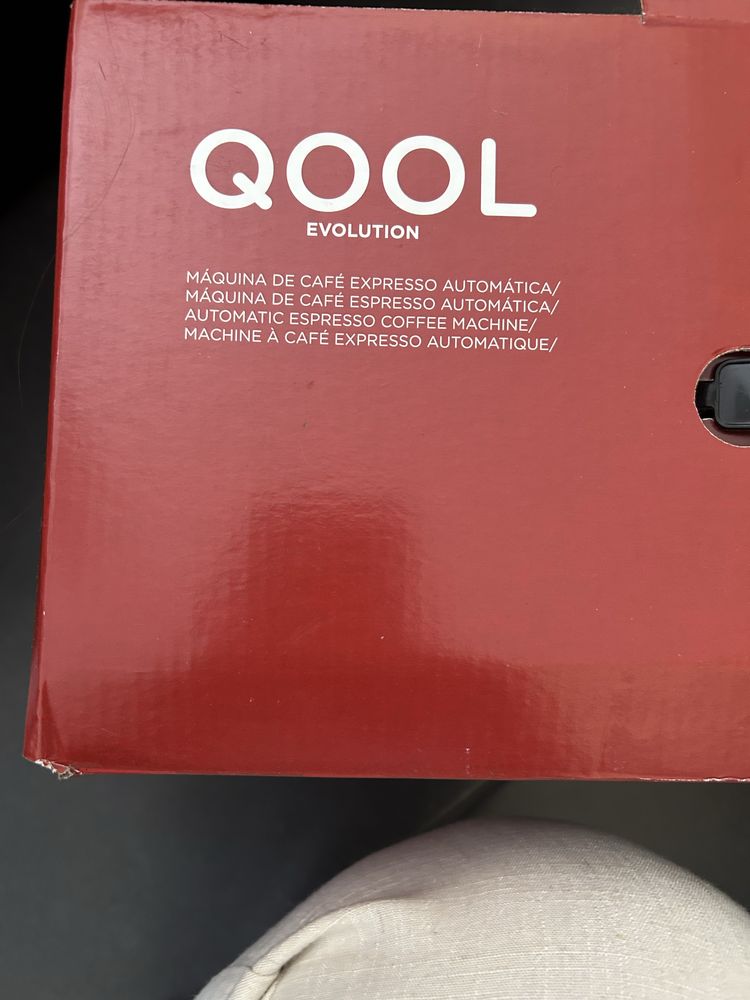 QOOL
EVOLUTION
MÁQUINA DE CAFÉ EXPRESSO AUTOMÁTICA/
MÁQUINA DE CAFÉ ESPRESSO AUTOMÁTICA/
AUTOMATIC ESPRESSO COFFEE MACHINE/
MACHINE À CAFÉ EXPRESSO AUTOMATIQUE/